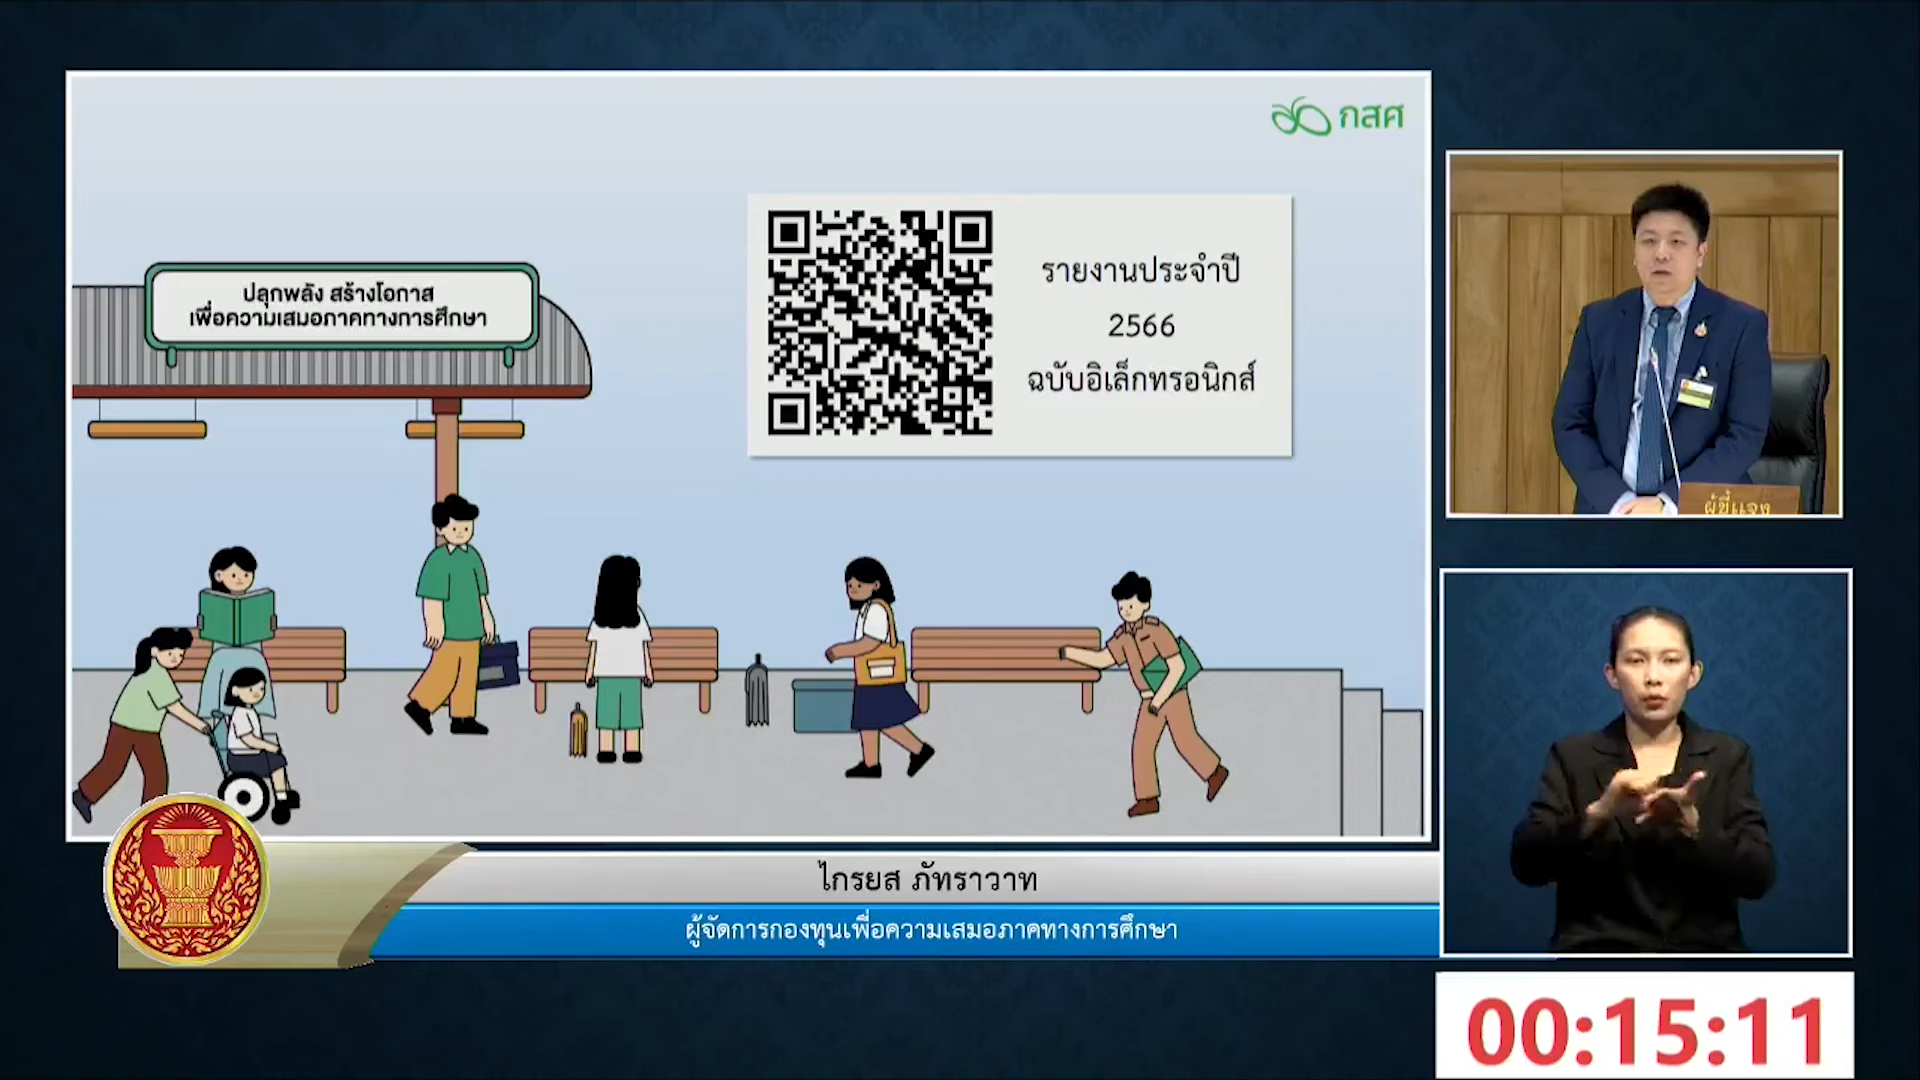 กสศ
รายงานประจำปี
2566
ฉบับอิเล็กทรอนิกส์
ปลุกพลัง สร้างโอกาส
เพื่อความเสมอภาคทางการศึกษา
ผู้ชี้แจง
ไกรยส ภัทราวาท
ผู้จัดการกองทุนเพื่อความเสมอภาคทางการศึกษา
00:15:11